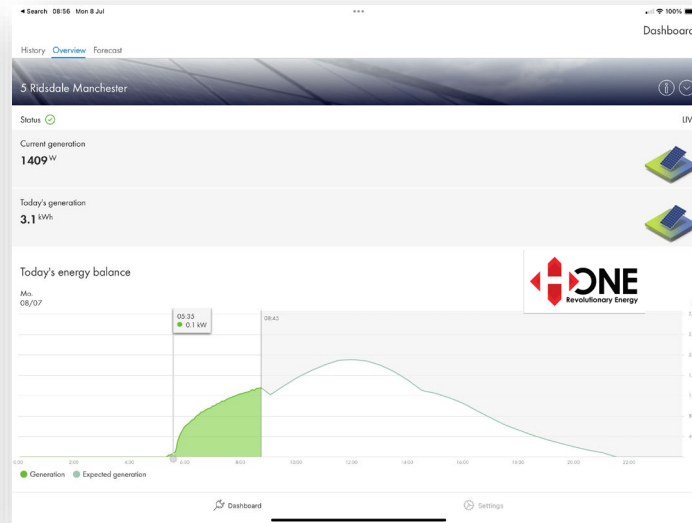 Search 08:56 Mon 8 Jul
100%
Dashboard
History Overview Forecast
5 Ridsdale Manchester
Status
Current generation
1409 W
Today's generation
3.1 kWh
Today's energy balance
Mo.
08/07
ONE
Revolutionary Energy
05:35
0.1 kW
08:45
0:00 2:00 4:00 6:00 8:00 10:00 12:00 14:00 16:00 18:00 20:00 22:00
Generation Expected generation
Dashboard Settings